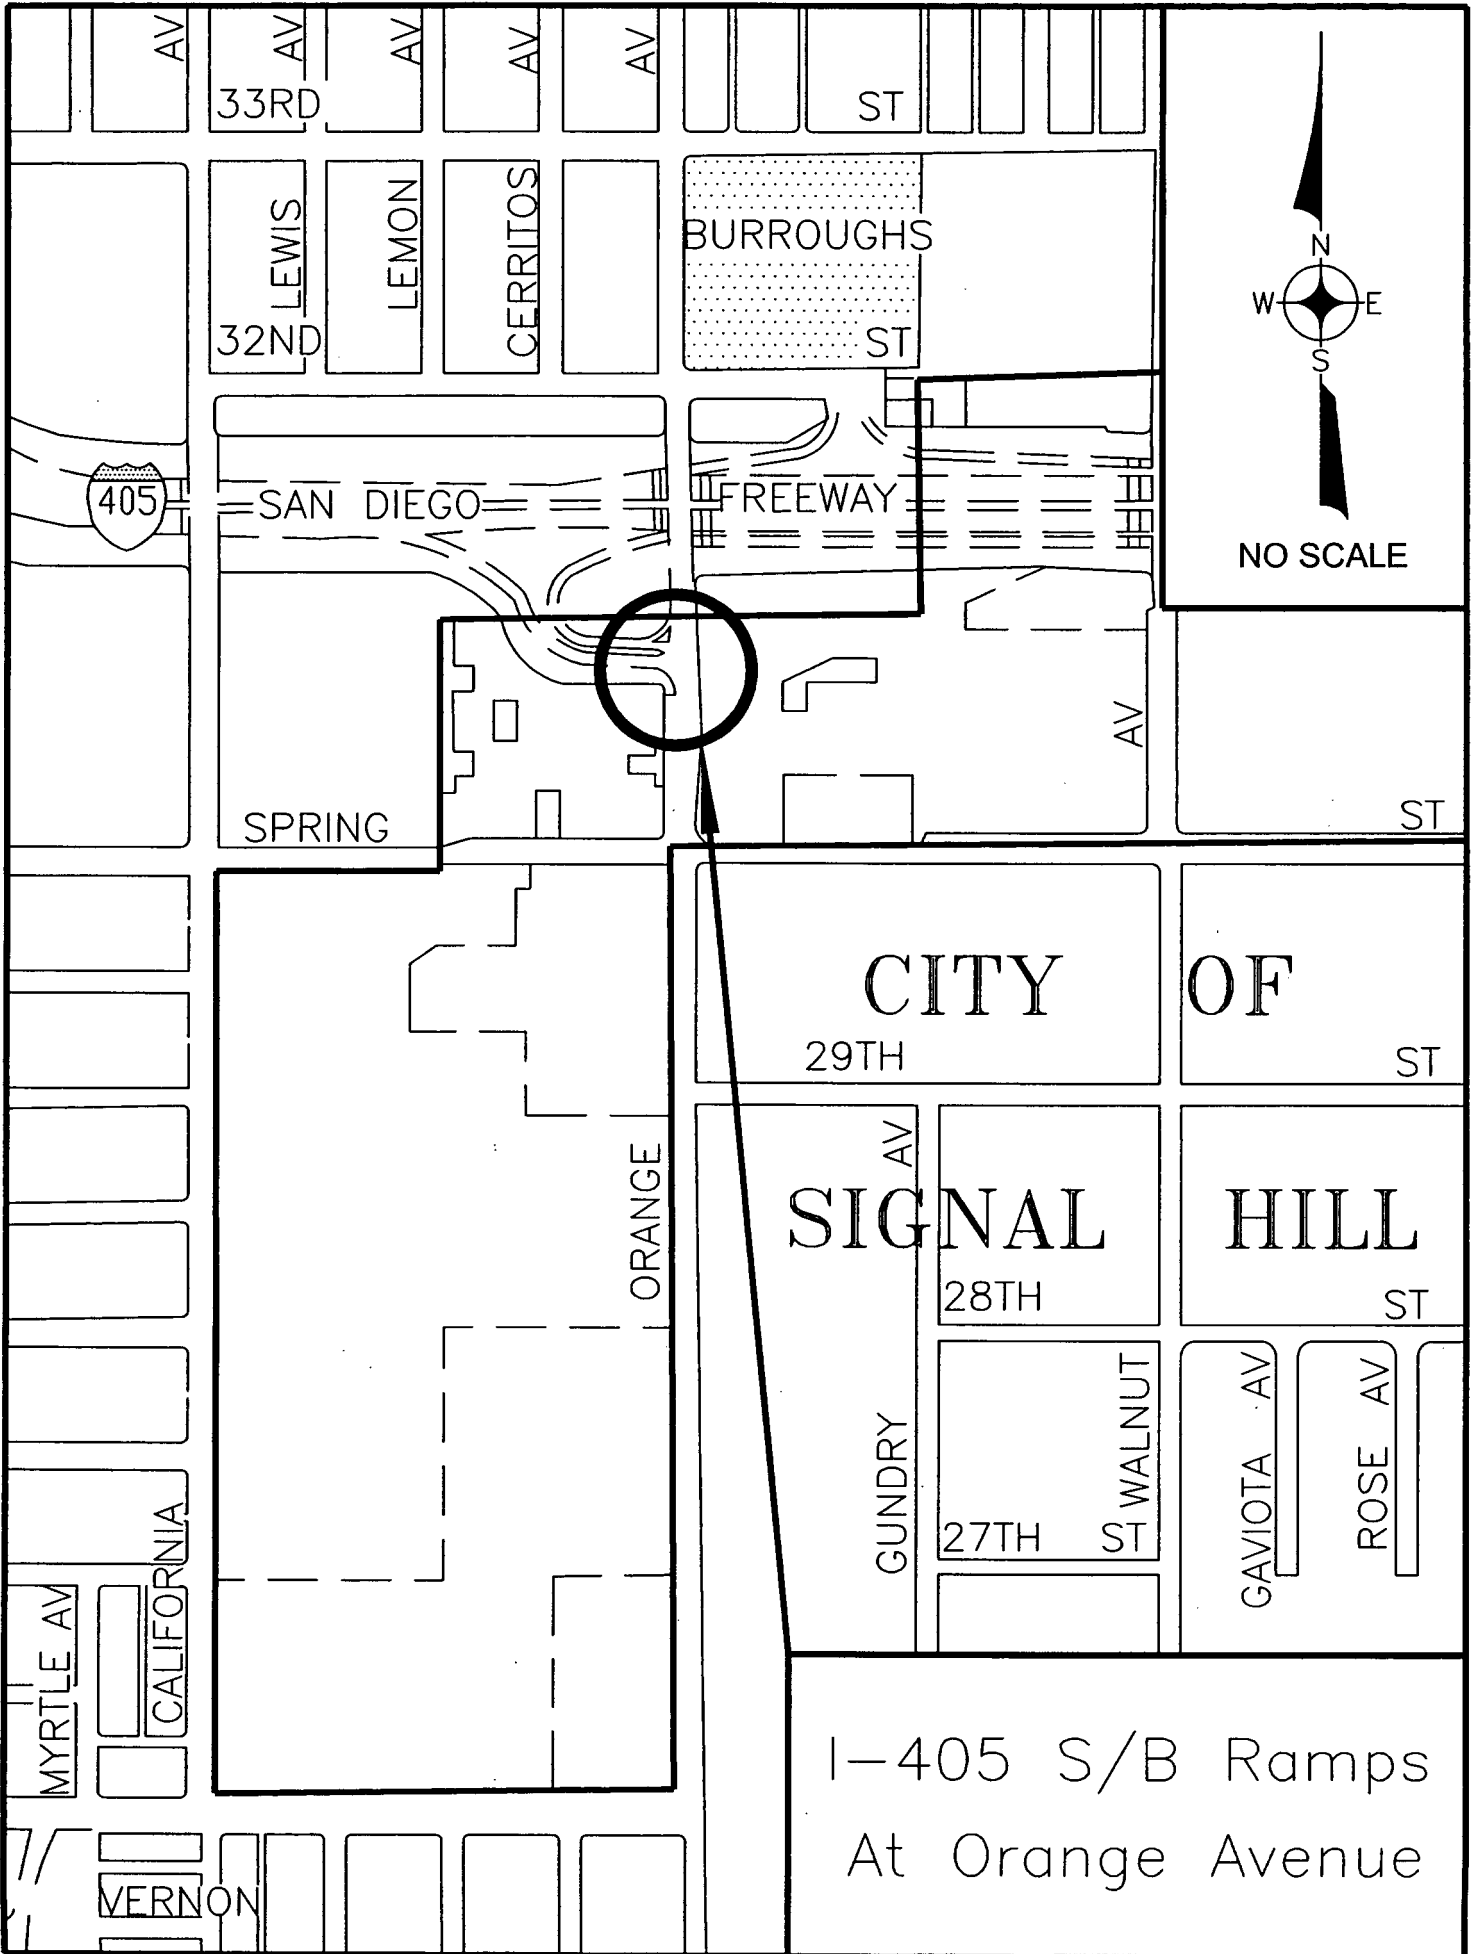 AV AV AV AV AV
33RD ST
LEWIS
LEMON
CERRITOS
BURROUGHS
32ND ST
N
W E
S
NO SCALE
405
SAN DIEGO FREEWAY
AV
SPRING ST
CITY OF
29TH ST
ORANGE
AV
SIGNAL HILL
28TH ST
GUNDRY
WALNUT
GAVIOTA AV
ROSE AV
27TH ST
CALIFORNIA
MYRTLE AV
VERNON
I-405 S/B Ramps
At Orange Avenue